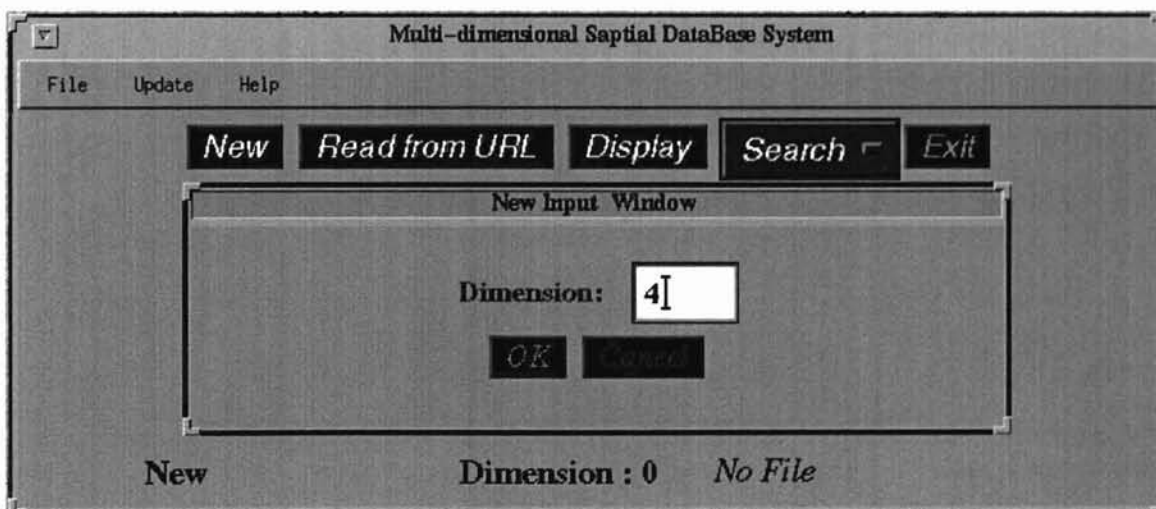 Multi-dimensional Saptial DataBase System
File Update Help
New Read from URL Display Search Exit
New Input Window
Dimension: 4
OK Cancel
New Dimension : 0 No File